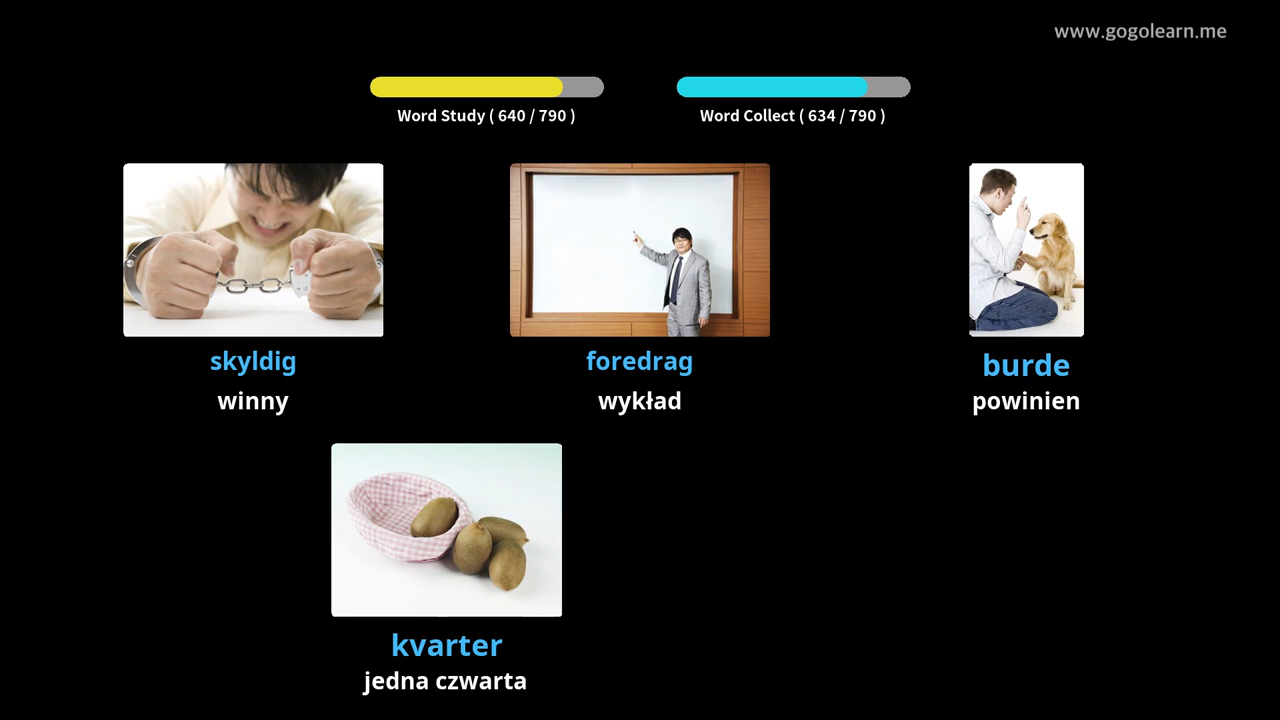 www.gogolearn.me
Word Study ( 640 / 790 )
Word Collect ( 634 / 790 )
skyldig
winny
foredrag
wykład
burde
powinien
kvarter
jedna czwarta